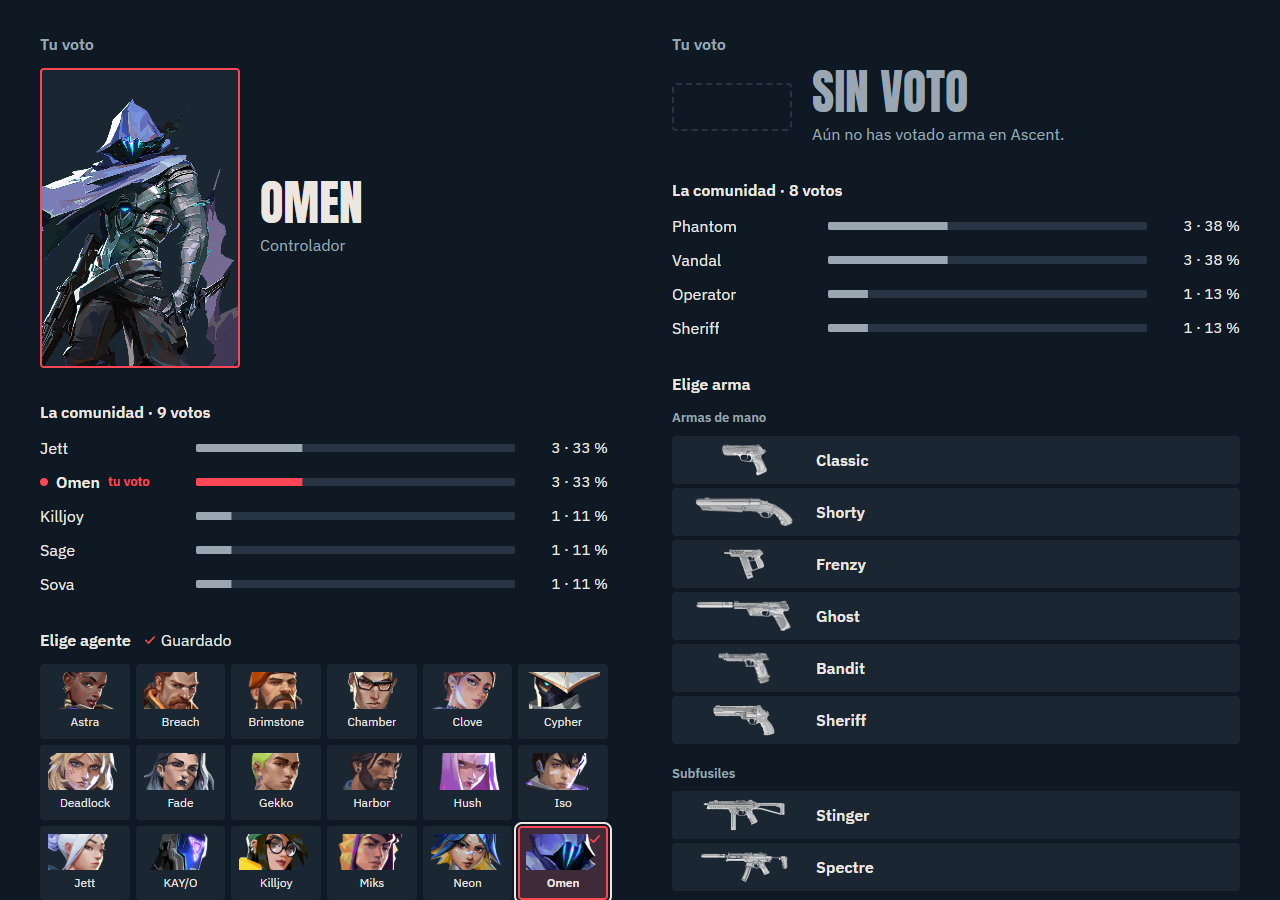 Tu voto
OMEN
Controlador
La comunidad · 9 votos
Jett 3 · 33 %
Omen tu voto 3 · 33 %
Killjoy 1 · 11 %
Sage 1 · 11 %
Sova 1 · 11 %
Elige agente Guardado
Astra Breach Brimstone Chamber Clove Cypher
Deadlock Fade Gekko Harbor Hush Iso
Jett KAY/O Killjoy Miks Neon Omen
Tu voto
SIN VOTO
Aún no has votado arma en Ascent.
La comunidad · 8 votos
Phantom 3 · 38 %
Vandal 3 · 38 %
Operator 1 · 13 %
Sheriff 1 · 13 %
Elige arma
Armas de mano
Classic
Shorty
Frenzy
Ghost
Bandit
Sheriff
Subfusiles
Stinger
Spectre